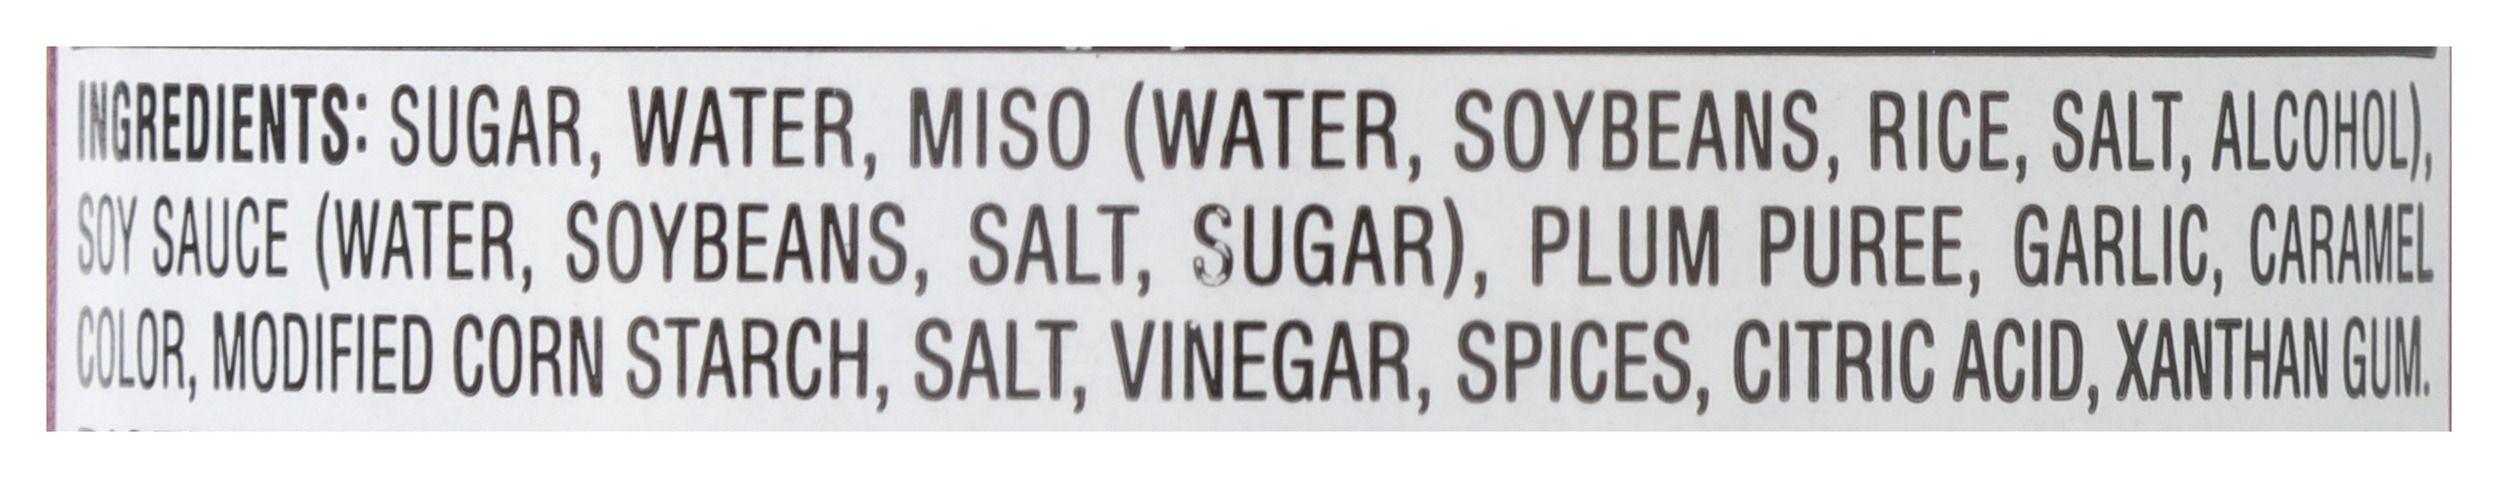 INGREDIENTS: SUGAR, WATER, MISO (WATER, SOYBEANS, RICE, SALT, ALCOHOL),
SOY SAUCE (WATER, SOYBEANS, SALT, SUGAR), PLUM PUREE, GARLIC, CARAMEL
COLOR, MODIFIED CORN STARCH, SALT, VINEGAR, SPICES, CITRIC ACID, XANTHAN GUM.